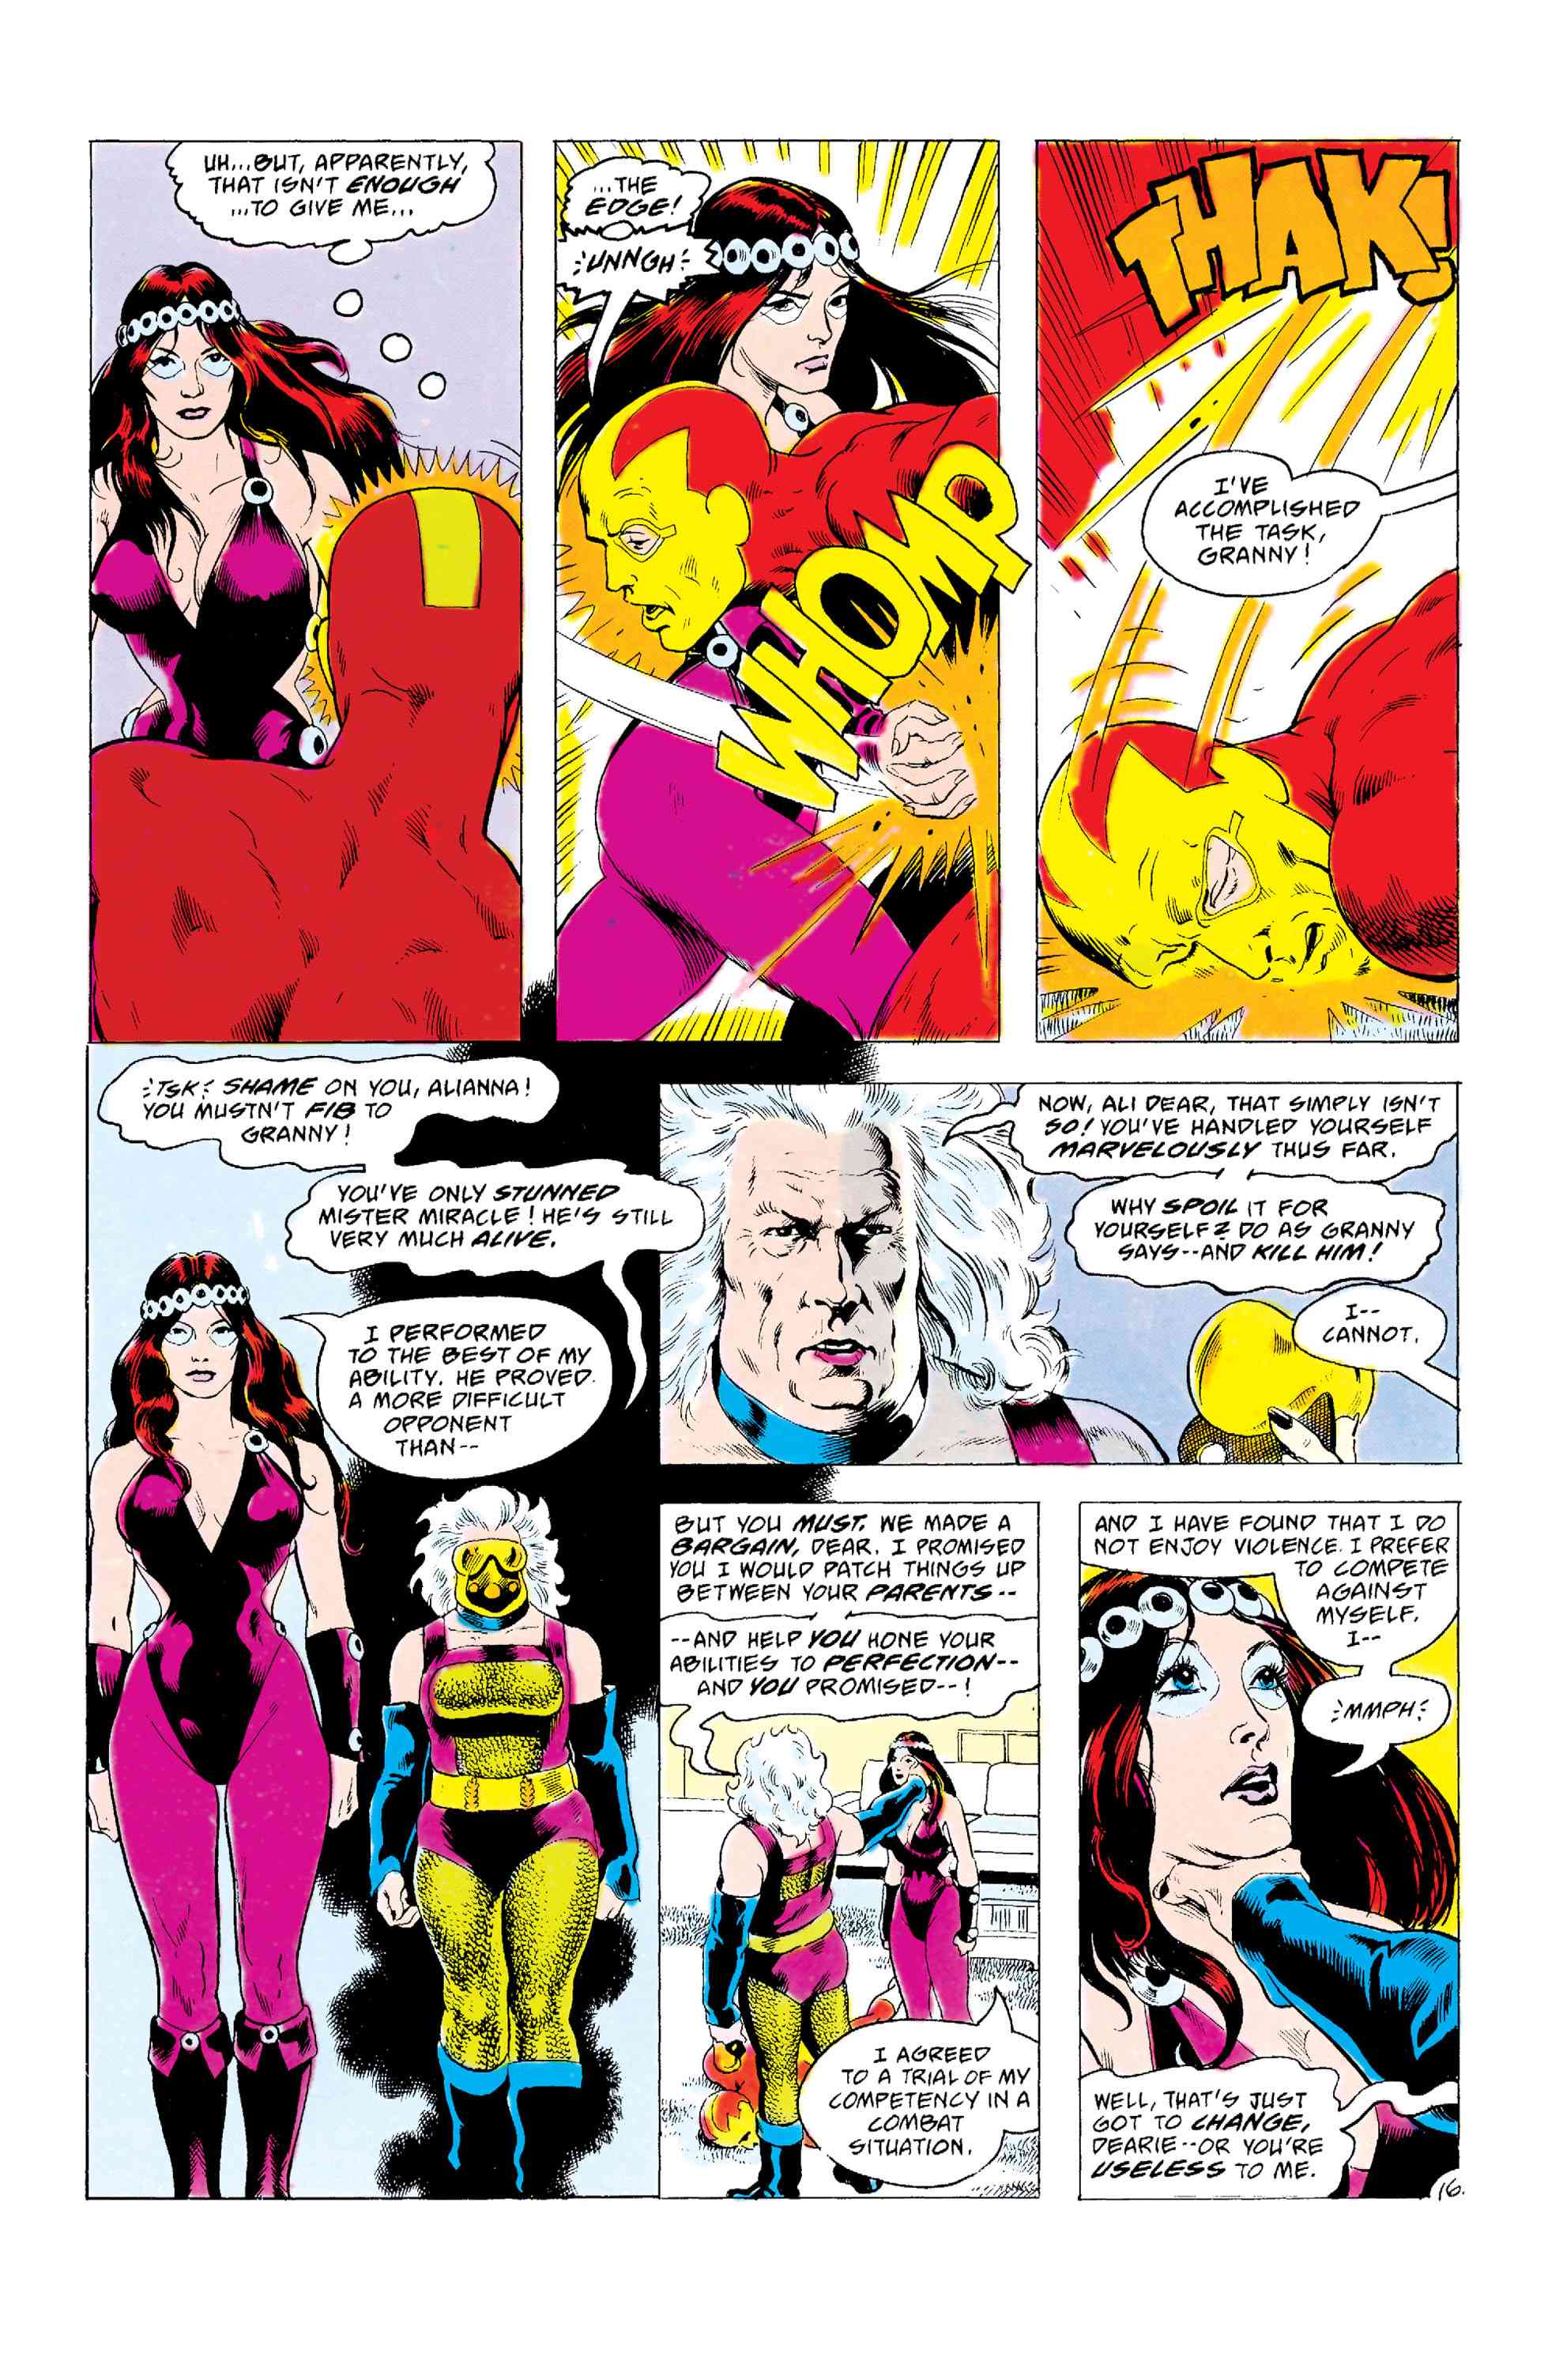 UH...BUT, APPARENTLY,
THAT ISN'T ENOUGH
...TO GIVE ME...
...THE
EDGE!
UNNGH
WHOMP
THAK!
I'VE
ACCOMPLISHED
THE TASK,
GRANNY!
TSK SHAME ON YOU, ALIANNA!
YOU MUSTN'T FIB TO
GRANNY!
YOU'VE ONLY STUNNED
MISTER MIRACLE! HE'S STILL
VERY MUCH ALIVE.
I PERFORMED
TO THE BEST OF MY
ABILITY. HE PROVED
A MORE DIFFICULT
OPPONENT
THAN--
NOW, ALI DEAR, THAT SIMPLY ISN'T
SO! YOU'VE HANDLED YOURSELF
MARVELOUSLY THUS FAR.
WHY SPOIL IT FOR
YOURSELF? DO AS GRANNY
SAYS--AND KILL HIM!
I--
CANNOT.
BUT YOU MUST. WE MADE A
BARGAIN, DEAR. I PROMISED
YOU I WOULD PATCH THINGS UP
BETWEEN YOUR PARENTS--
--AND HELP YOU HONE YOUR
ABILITIES TO PERFECTION--
AND YOU PROMISED--!
I AGREED
TO A TRIAL OF MY
COMPETENCY IN A
COMBAT
SITUATION.
AND I HAVE FOUND THAT I DO
NOT ENJOY VIOLENCE. I PREFER
TO COMPETE
AGAINST
MYSELF.
I--
MMPH
WELL, THAT'S JUST
GOT TO CHANGE,
DEARIE--OR YOU'RE
USELESS TO ME.
16.